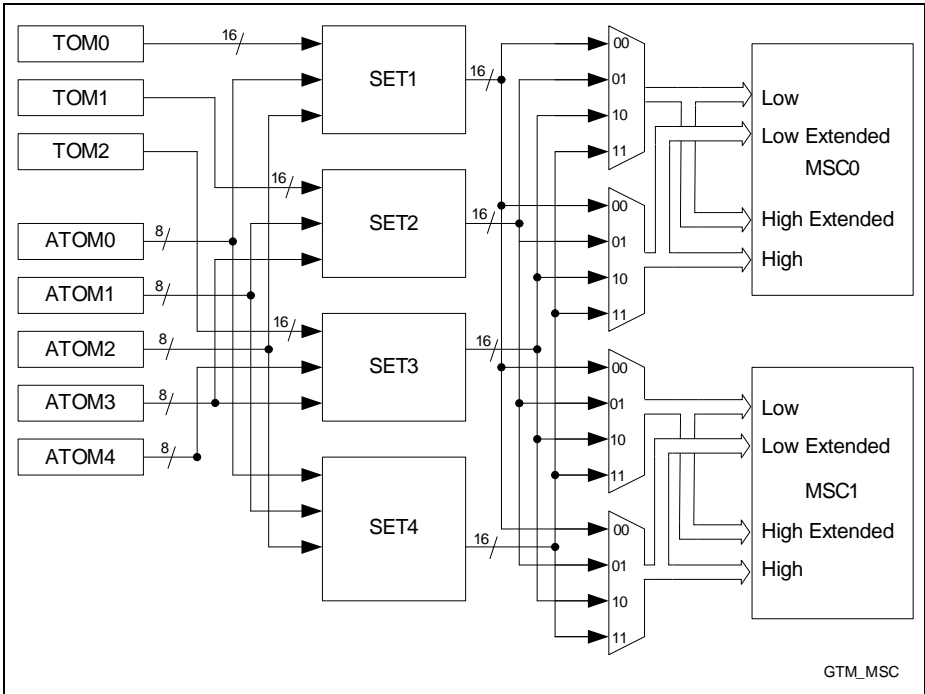 TOM0
TOM1
TOM2
ATOM0
ATOM1
ATOM2
ATOM3
ATOM4
16
16
16
8
8
8
8
8
SET1
SET2
SET3
SET4
16
16
16
16
00
01
10
11
00
01
10
11
00
01
10
11
00
01
10
11
Low
Low Extended
MSC0
High Extended
High
Low
Low Extended
MSC1
High Extended
High
GTM_MSC